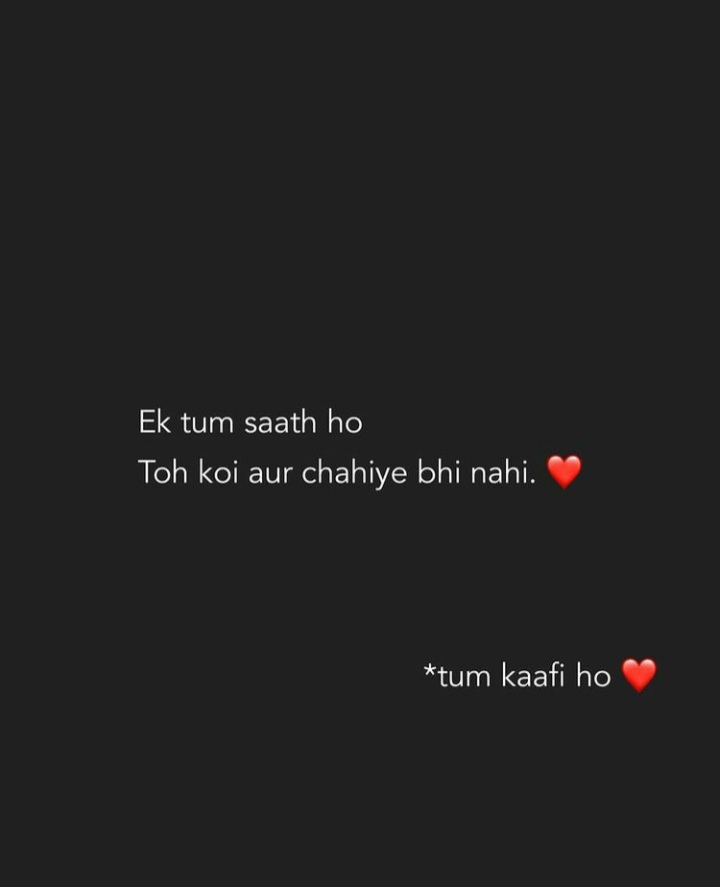 Ek tum saath ho
Toh koi aur chahiye bhi nahi. ❤️
*tum kaafi ho ❤️